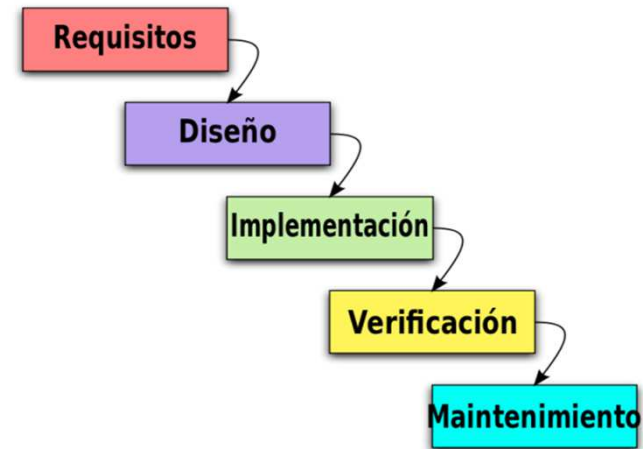 Requisitos
Diseño
Implementación
Verificación
Maintenimiento